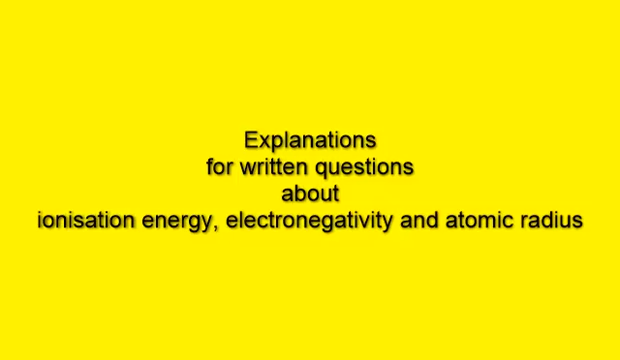 Explanations
for written questions
about
ionisation energy, electronegativity and atomic radius